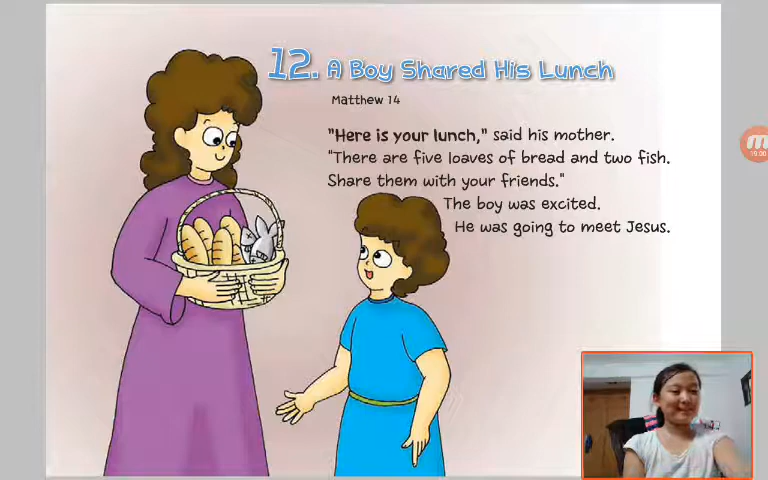 12. A Boy Shared His Lunch
Matthew 14
"Here is your lunch," said his mother.
"There are five loaves of bread and two fish.
Share them with your friends."
The boy was excited.
He was going to meet Jesus.